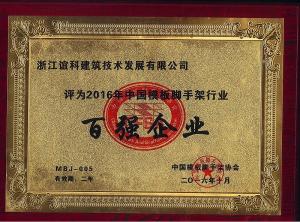 浙江谊科建筑技术发展有限公司
评为2016年中国模板脚手架行业
百强企业
MBJ-005
有效期：二年
中国模板脚手架协会
二〇一六年十月